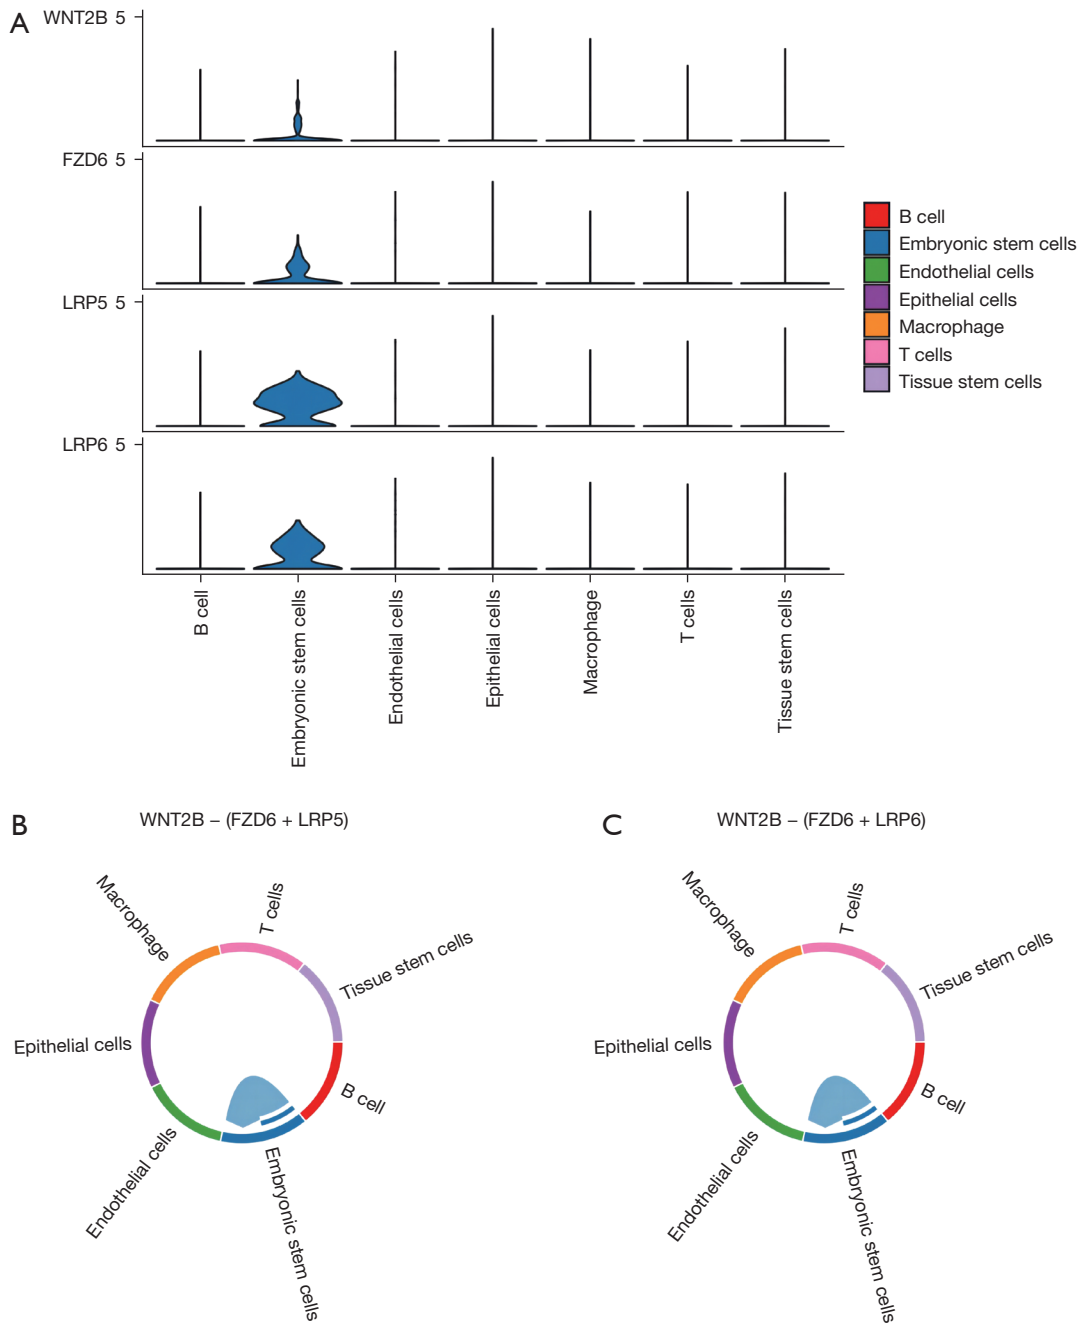 A
WNT2B 5
FZD6 5
LRP5 5
LRP6 5
B cell
Embryonic stem cells
Endothelial cells
Epithelial cells
Macrophage
T cells
Tissue stem cells
B cell
Embryonic stem cells
Endothelial cells
Epithelial cells
Macrophage
T cells
Tissue stem cells
B
WNT2B – (FZD6 + LRP5)
Macrophage
T cells
Tissue stem cells
Epithelial cells
B cell
Endothelial cells
Embryonic stem cells
C
WNT2B – (FZD6 + LRP6)
Macrophage
T cells
Tissue stem cells
Epithelial cells
B cell
Endothelial cells
Embryonic stem cells